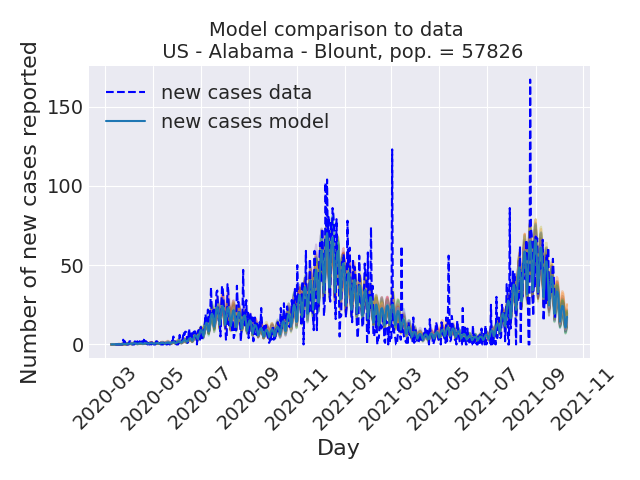 Model comparison to data
US - Alabama - Blount, pop. = 57826
Number of new cases reported
150
100
50
0
new cases data
new cases model
2020-03
2020-05
2020-07
2020-09
2020-11
2021-01
2021-03
2021-05
2021-07
2021-09
2021-11
Day